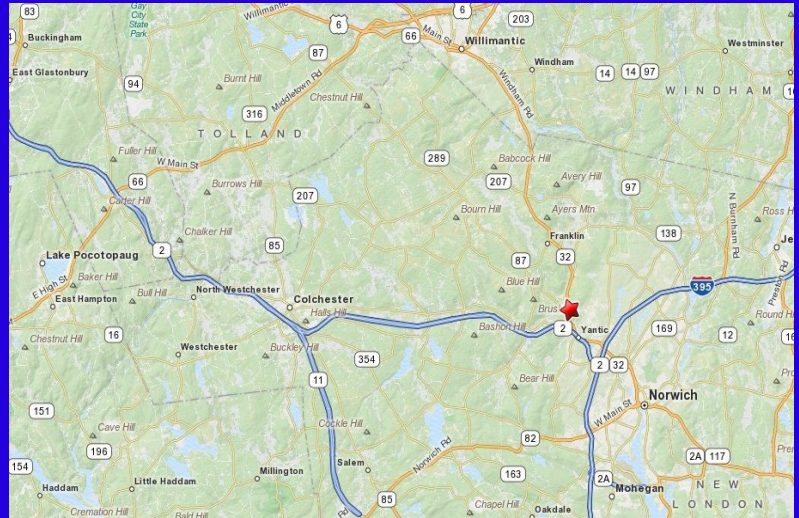 83
Gay
City
State
Park
Willimantic
6
6
203
Buckingham
87
66
Main St
Willimantic
Westminster
East Glastonbury
Burnt Hill
Middletown Rd
Windham
14
14
97
94
Chestnut Hill
Windham Rd
WINDHAM
316
TOLLAND
Fuller Hill
W Main St
289
Babcock Hill
66
Burrows Hill
207
207
Avery Hill
97
Carter Hill
Bourn Hill
Ayers Mtn.
N Burnham Rd
Ross H
Chalker Hill
Franklin
138
2
85
87
32
Lake Pocotopaug
Baker Hill
E High St
East Hampton
Bull Hill
North Westchester
Colchester
Blue Hill
395
Preston Rd
Halls Hill
Brus
Round H
16
Bashon Hill
2
Yantic
169
12
Chestnut Hill
Westchester
Buckley Hill
354
2
32
11
Bear Hill
Norwich
151
Cockle Hill
W Main St
Cave Hill
196
82
154
Salem
Norwich Rd
2A
117
Millington
163
Haddam
Little Haddam
85
2A
Mohegan
NEW
LONDON
Cremation Hill
Bald Hill
Rd
Chapel Hill
Oakdale